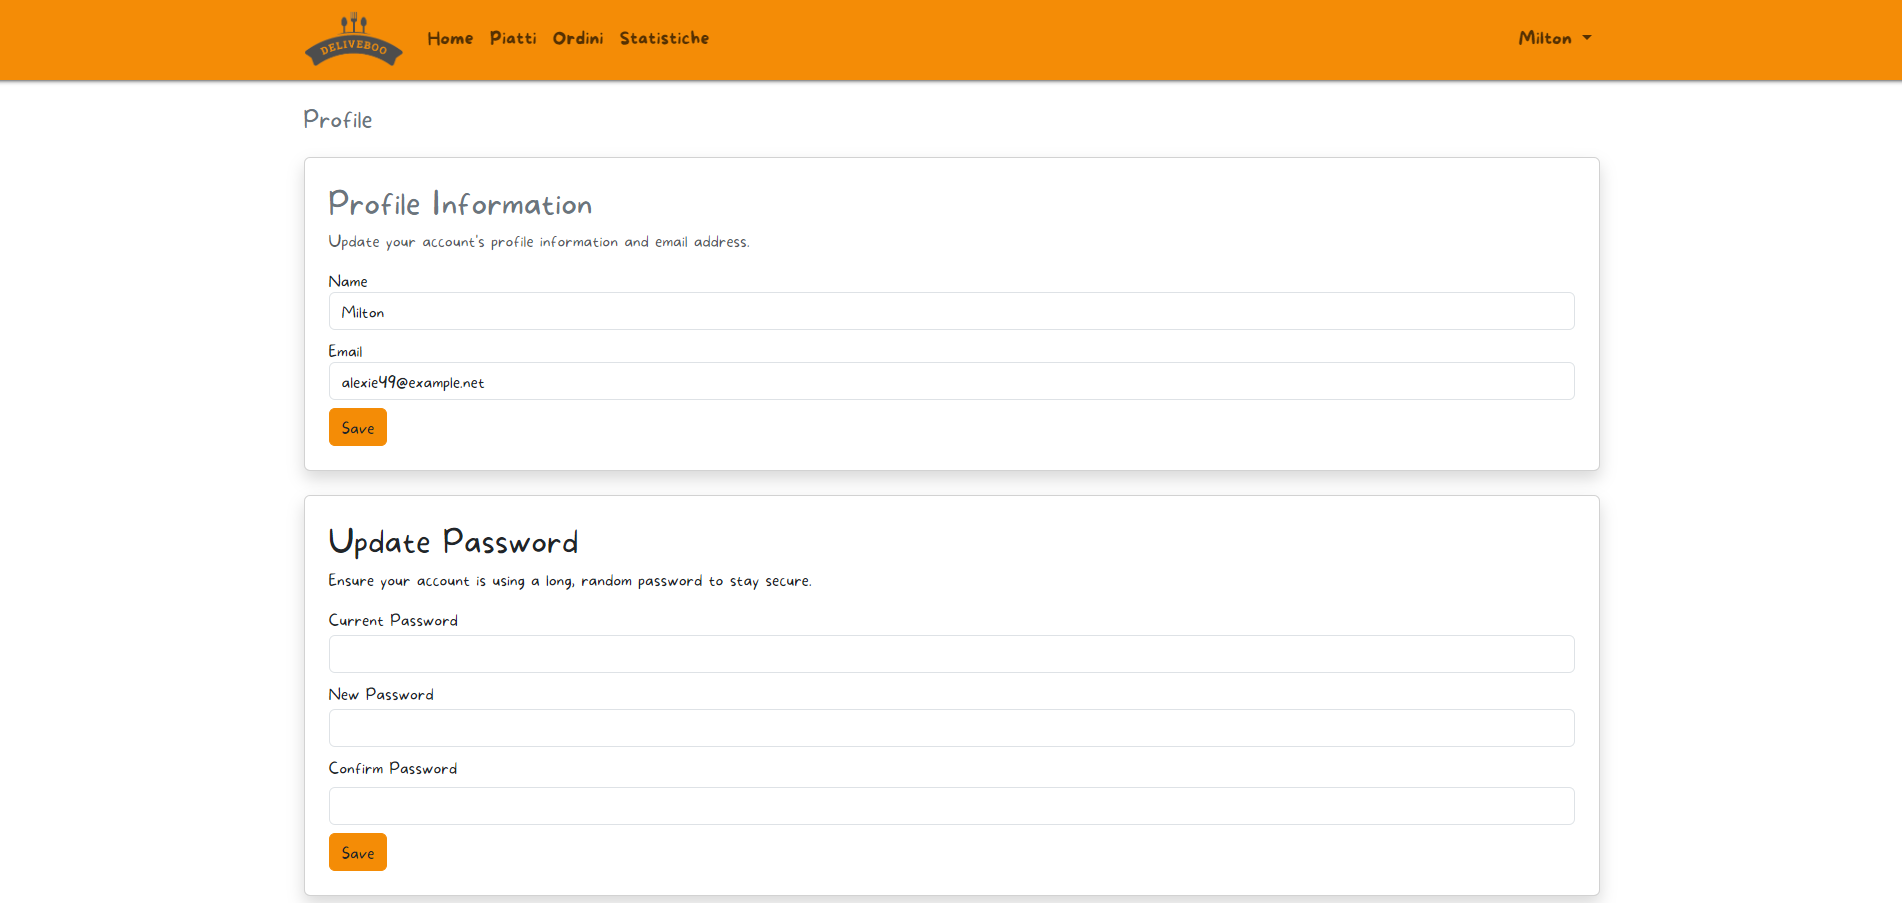 DELIVEBOO Home Piatti Ordini Statistiche Milton
Profile
Profile Information
Update your account's profile information and email address.
Name
Milton
Email
alexie49@example.net
Save
Update Password
Ensure your account is using a long, random password to stay secure.
Current Password
New Password
Confirm Password
Save